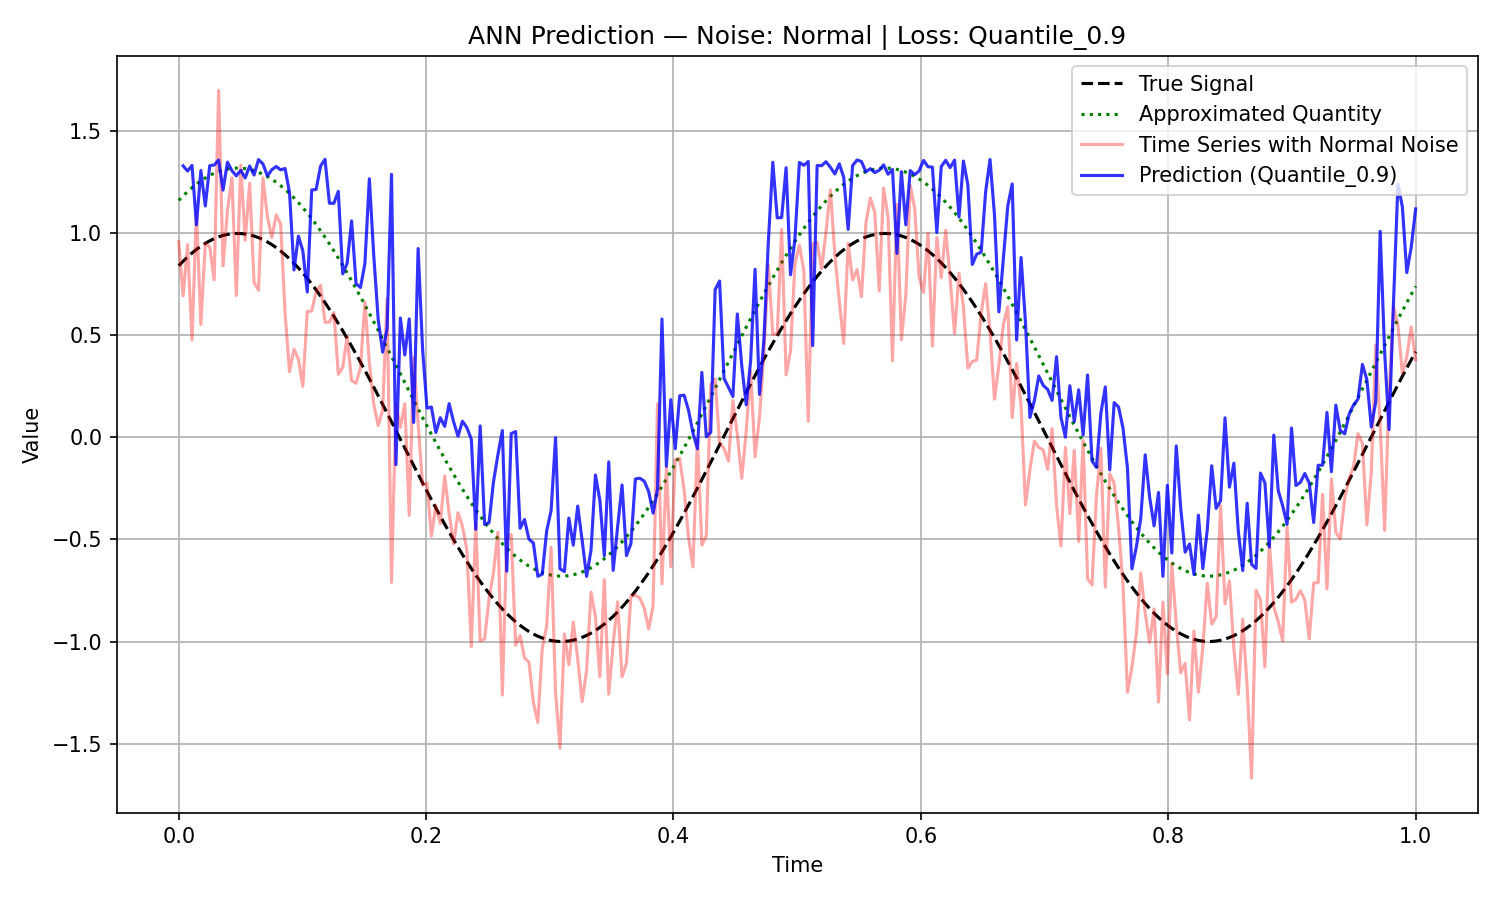 ANN Prediction — Noise: Normal | Loss: Quantile_0.9
True Signal
Approximated Quantity
Time Series with Normal Noise
Prediction (Quantile_0.9)
Value
1.5
1.0
0.5
0.0
−0.5
−1.0
−1.5
0.0 0.2 0.4 0.6 0.8 1.0
Time